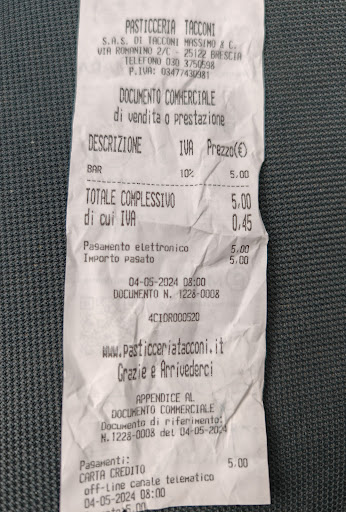 PASTICCERIA TACCONI
S.A.S. DI TACCONI MASSIMO & C.
VIA ROMANINO 2/C - 25122 BRESCIA
TELEFONO 030 3750598
P.IVA: 03477430981
DOCUMENTO COMMERCIALE
di vendita o prestazione
DESCRIZIONE IVA Prezzo(€)
BAR 10% 5,00
TOTALE COMPLESSIVO 5,00
di cui IVA 0,45
Pagamento elettronico 5,00
Importo pagato 5,00
04-05-2024 08:00
DOCUMENTO N. 1228-0008
4CIDR000520
www.pasticceriatacconi.it
Grazie e Arrivederci
APPENDICE AL
DOCUMENTO COMMERCIALE
Documento di riferimento:
N.1228-0008 del 04-05-2024
Pagamenti:
CARTA CREDITO 5,00
off-line canale telematico
04-05-2024 08:00
5,00